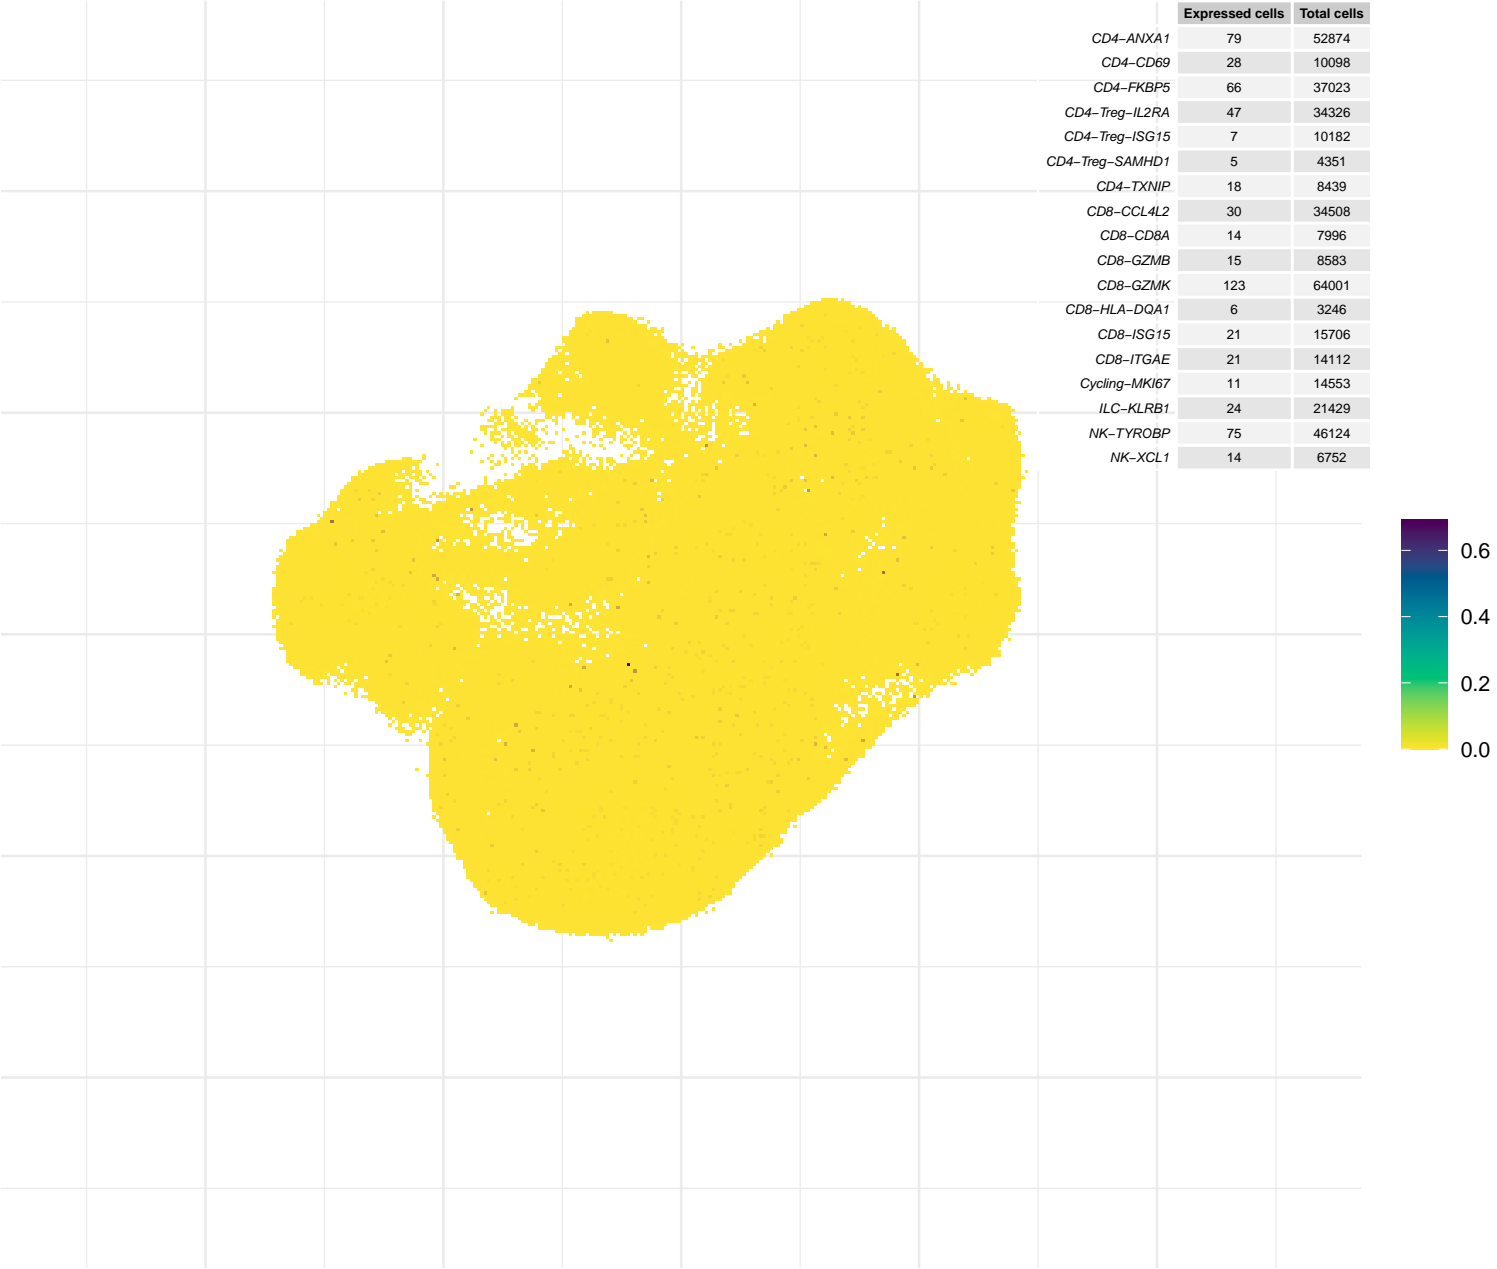 Expressed cells Total cells
CD4−ANXA1 79 52874
CD4−CD69 28 10098
CD4−FKBP5 66 37023
CD4−Treg−IL2RA 47 34326
CD4−Treg−ISG15 7 10182
CD4−Treg−SAMHD1 5 4351
CD4−TXNIP 18 8439
CD8−CCL4L2 30 34508
CD8−CD8A 14 7996
CD8−GZMB 15 8583
CD8−GZMK 123 64001
CD8−HLA−DQA1 6 3246
CD8−ISG15 21 15706
CD8−ITGAE 21 14112
Cycling−MKI67 11 14553
ILC−KLRB1 24 21429
NK−TYROBP 75 46124
NK−XCL1 14 6752
0.6
0.4
0.2
0.0